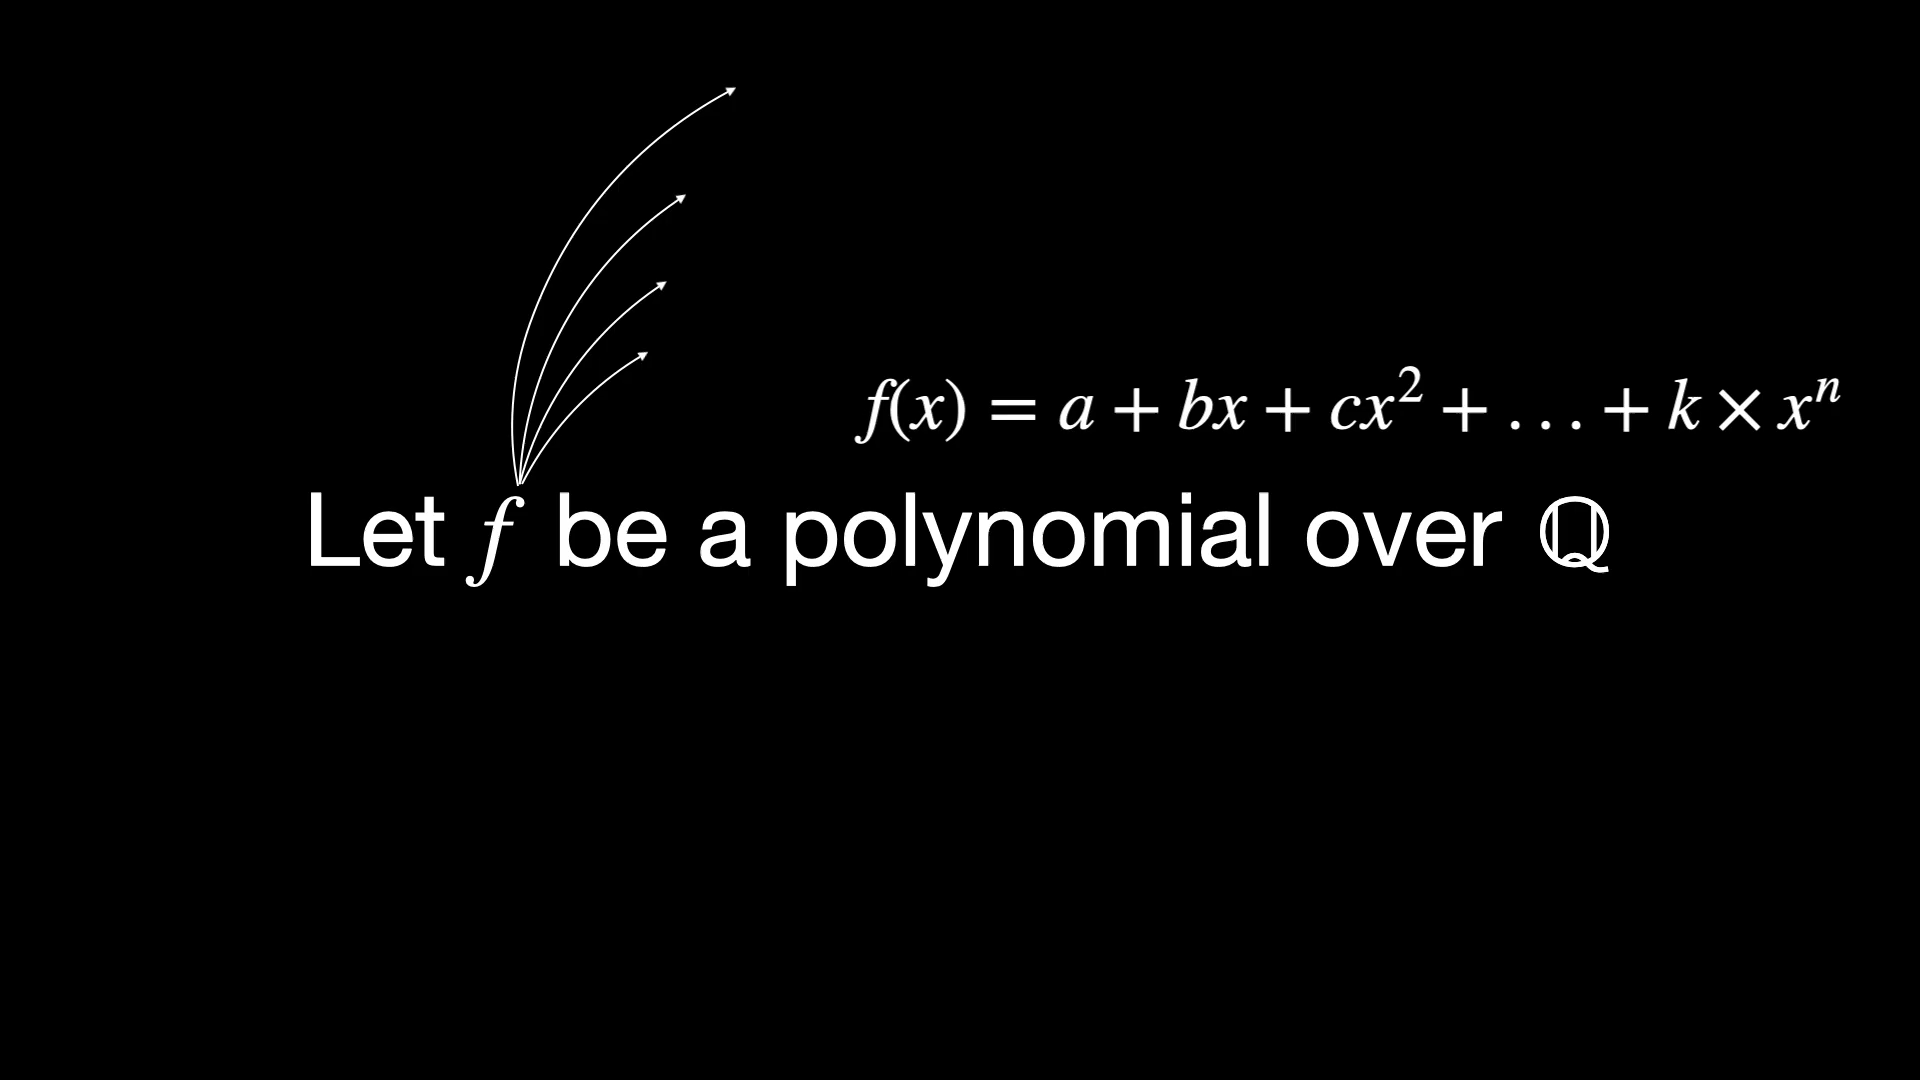 f(x) = a + bx + cx² + . . . + k × xⁿ
Let f be a polynomial over ℚ